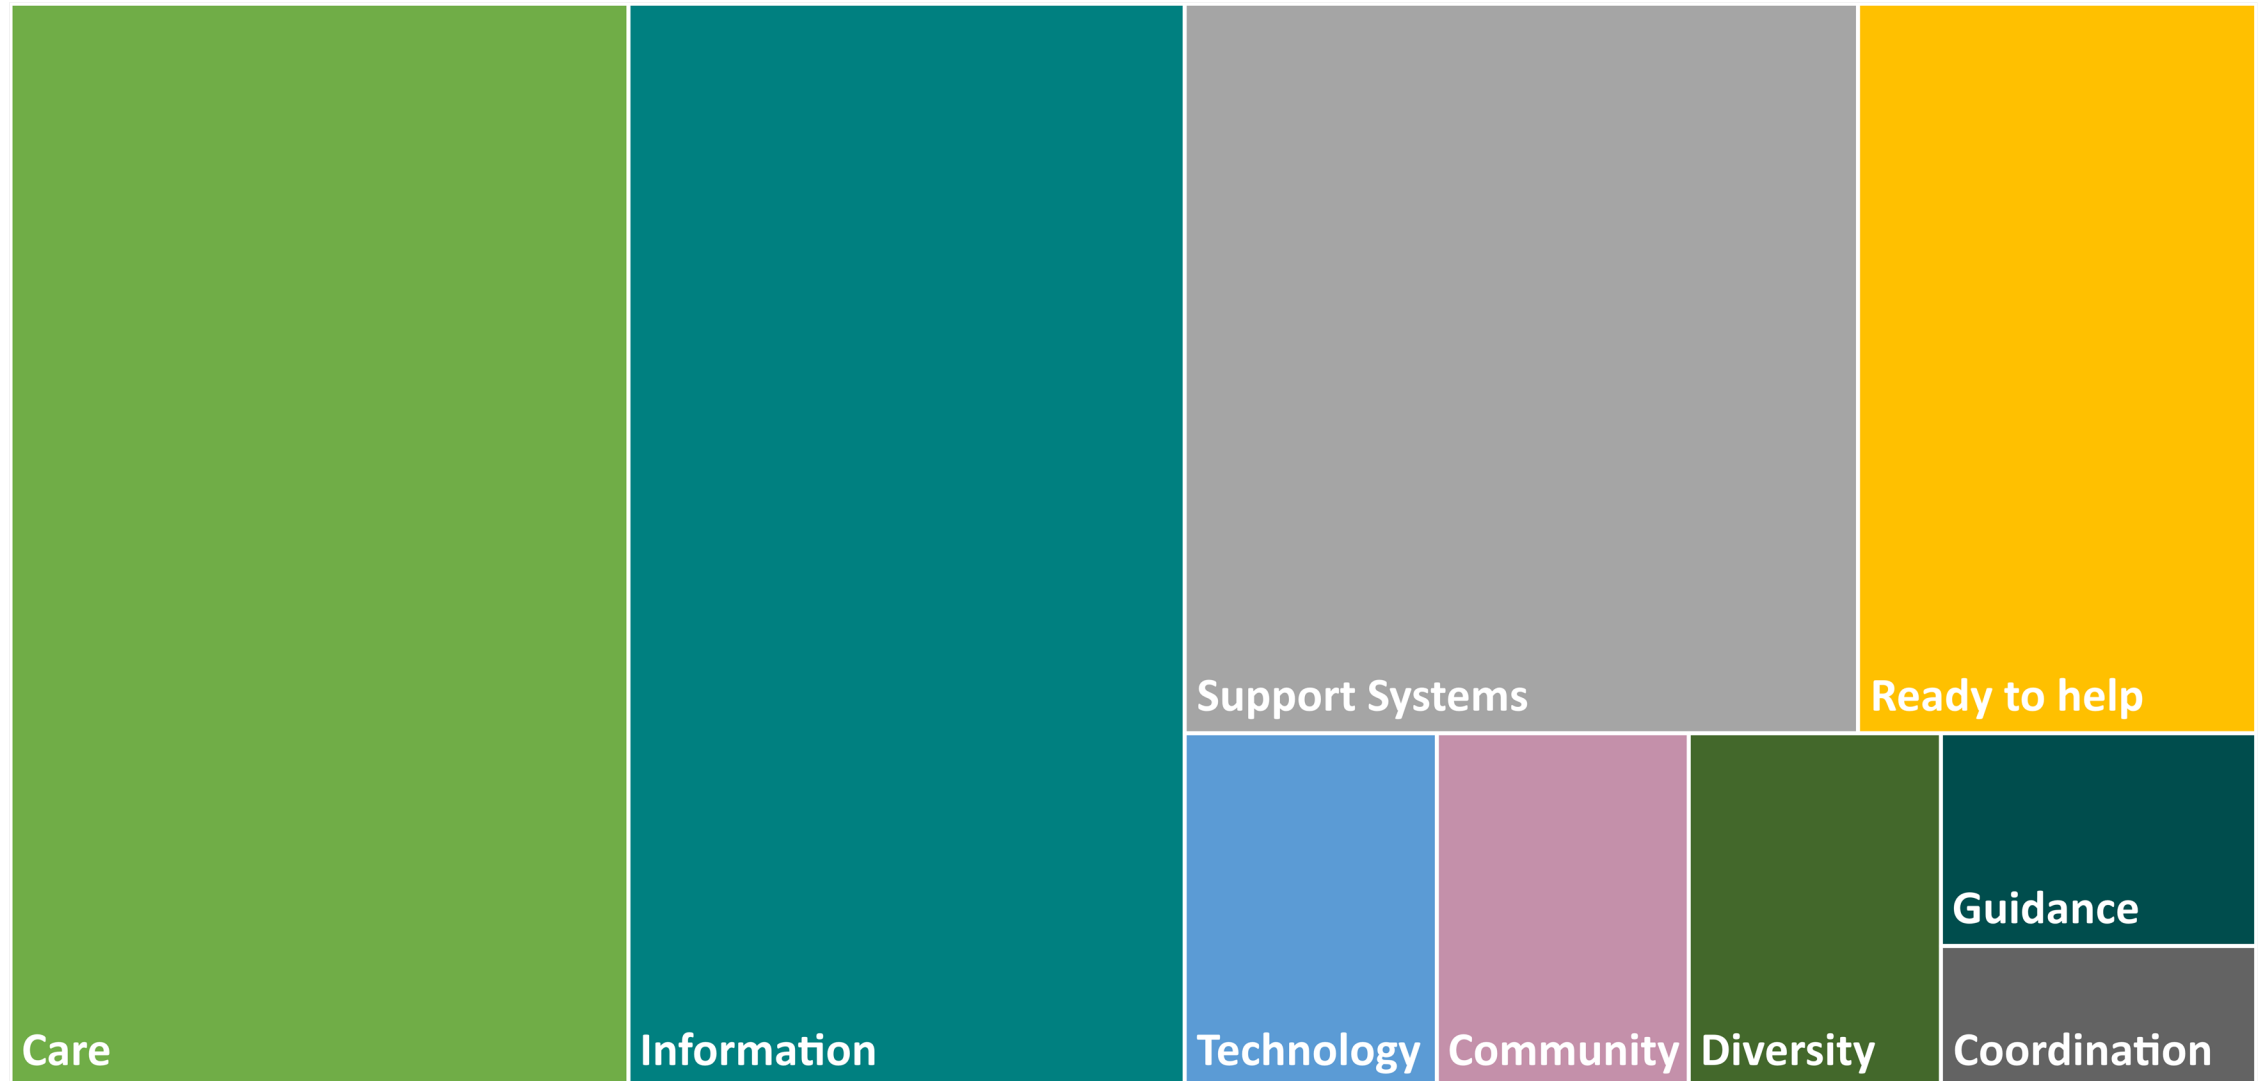 Support Systems
Ready to help
Guidance
Care
Information
Technology
Community
Diversity
Coordination